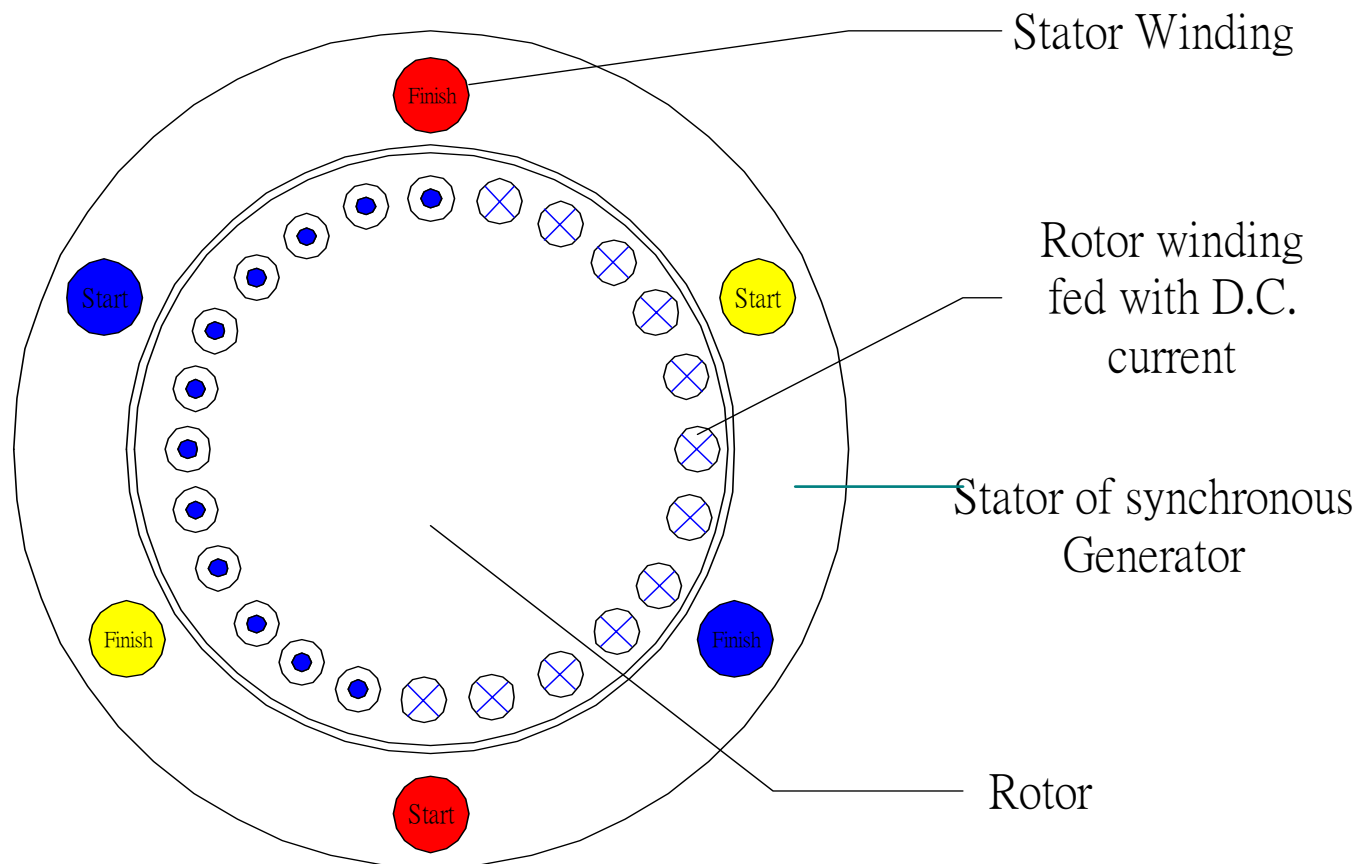 Stator Winding
Finish
Rotor winding
fed with D.C.
current
Start
Start
Stator of synchronous
Generator
Finish
Finish
Start
Rotor